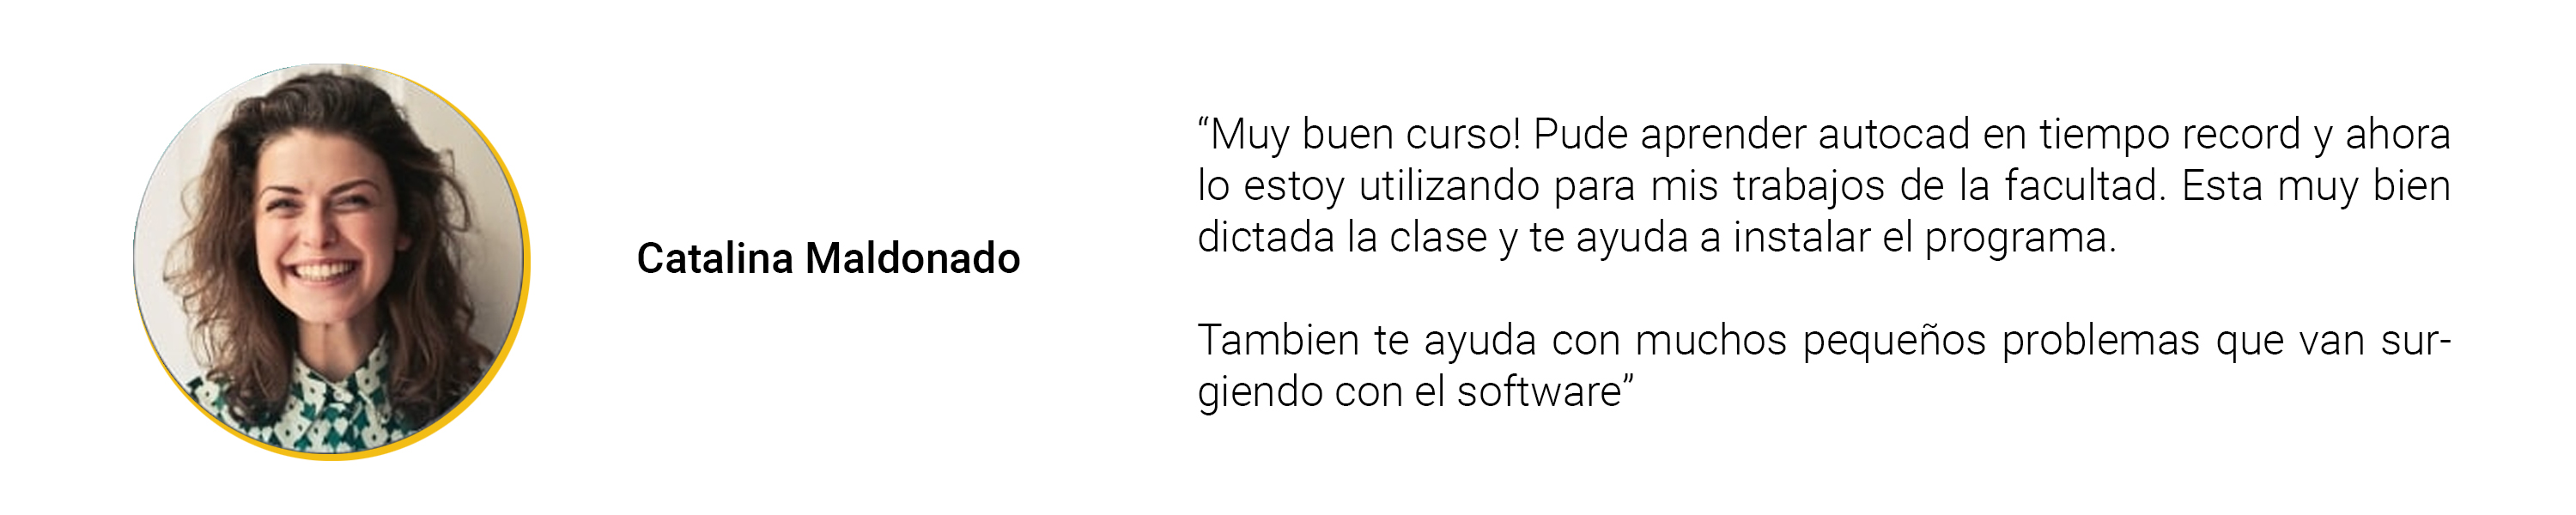 Catalina Maldonado
“Muy buen curso! Pude aprender autocad en tiempo record y ahora
lo estoy utilizando para mis trabajos de la facultad. Esta muy bien
dictada la clase y te ayuda a instalar el programa.
Tambien te ayuda con muchos pequeños problemas que van sur-
giendo con el software”